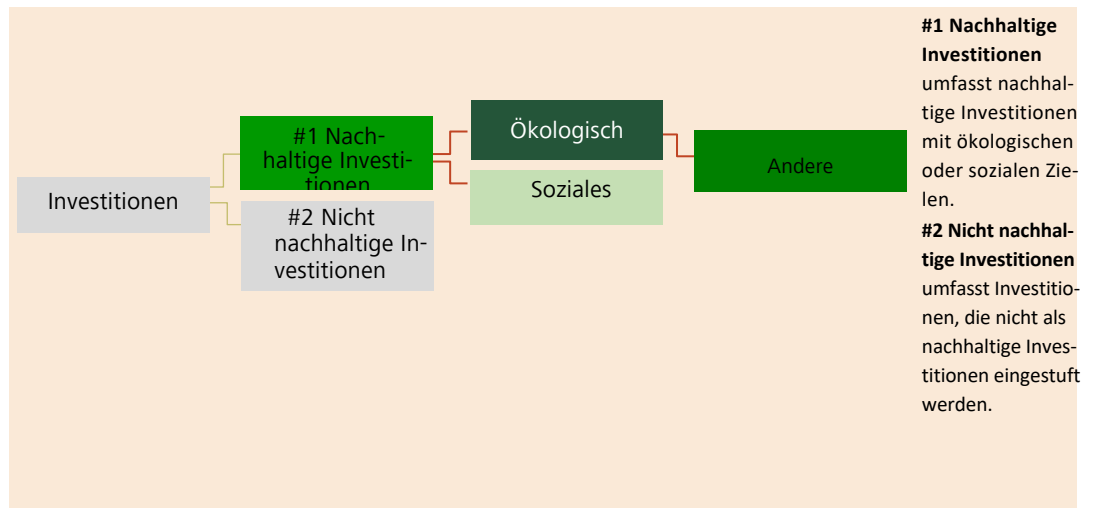 Investitionen
#1 Nach-
haltige Investi-
tionen
#2 Nicht
nachhaltige In-
vestitionen
Ökologisch
Soziales
Andere
#1 Nachhaltige
Investitionen
umfasst nachhal-
tige Investitionen
mit ökologischen
oder sozialen Zie-
len.
#2 Nicht nachhal-
tige Investitionen
umfasst Investitio-
nen, die nicht als
nachhaltige Inves-
titionen eingestuft
werden.